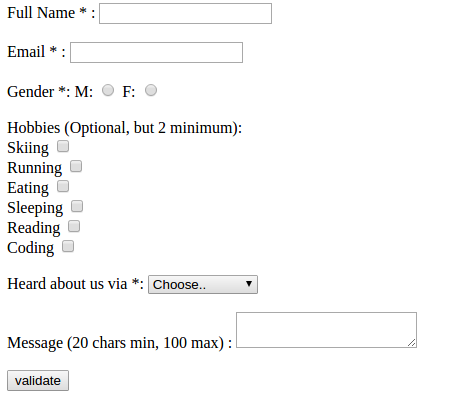 Full Name * :
Email * :
Gender *: M: F:
Hobbies (Optional, but 2 minimum):
Skiing
Running
Eating
Sleeping
Reading
Coding
Heard about us via *: Choose..
Message (20 chars min, 100 max) :
validate